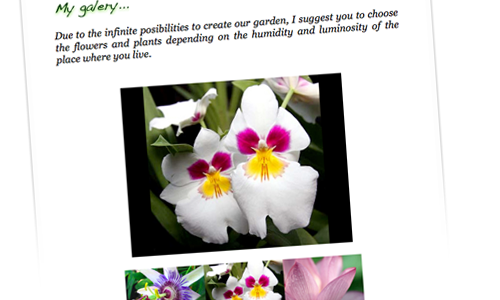 My galery...
Due to the infinite posibilities to create our garden, I suggest you to choose
the flowers and plants depending on the humidity and luminosity of the
place where you live.